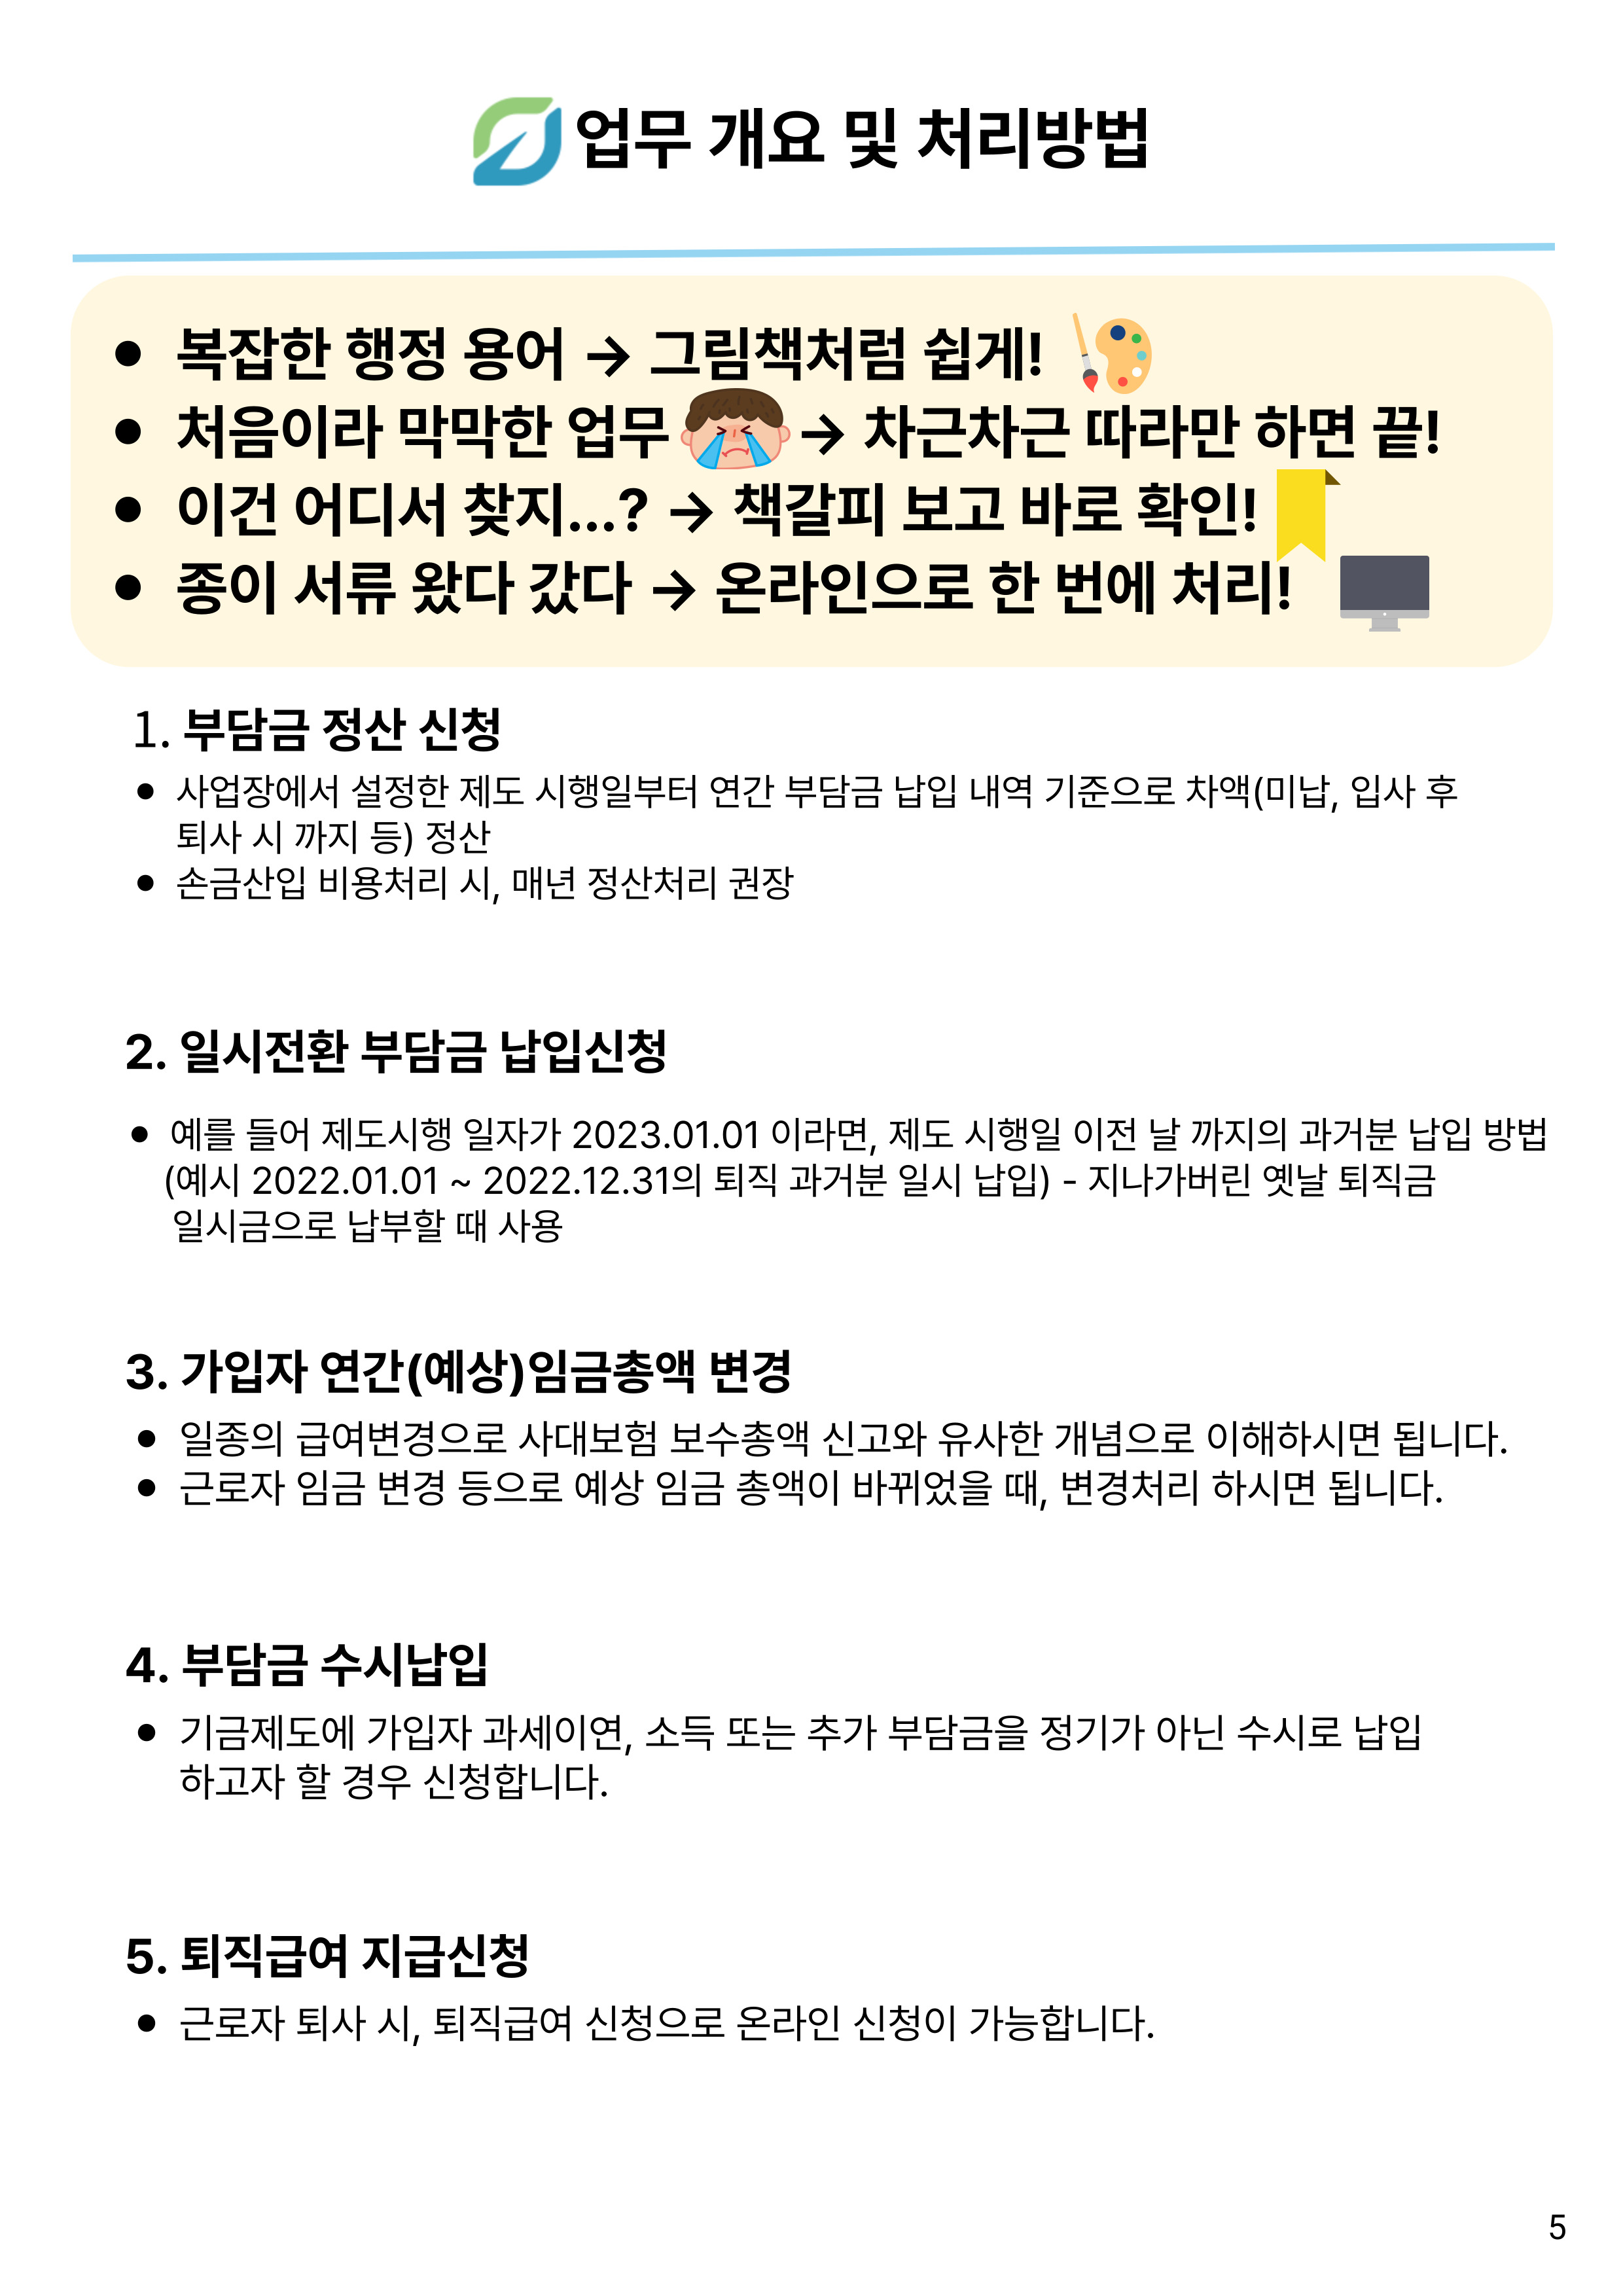 업무 개요 및 처리방법
● 복잡한 행정 용어 → 그림책처럼 쉽게!
● 처음이라 막막한 업무 → 차근차근 따라만 하면 끝!
● 이건 어디서 찾지...? → 책갈피 보고 바로 확인!
● 종이 서류 왔다 갔다 → 온라인으로 한 번에 처리!
1. 부담금 정산 신청
● 사업장에서 설정한 제도 시행일부터 연간 부담금 납입 내역 기준으로 차액(미납, 입사 후
퇴사 시 까지 등) 정산
● 손금산입 비용처리 시, 매년 정산처리 권장
2. 일시전환 부담금 납입신청
● 예를 들어 제도시행 일자가 2023.01.01 이라면, 제도 시행일 이전 날 까지의 과거분 납입 방법
(예시 2022.01.01 ~ 2022.12.31의 퇴직 과거분 일시 납입) - 지나가버린 옛날 퇴직금
일시금으로 납부할 때 사용
3. 가입자 연간(예상)임금총액 변경
● 일종의 급여변경으로 사대보험 보수총액 신고와 유사한 개념으로 이해하시면 됩니다.
● 근로자 임금 변경 등으로 예상 임금 총액이 바뀌었을 때, 변경처리 하시면 됩니다.
4. 부담금 수시납입
● 기금제도에 가입자 과세이연, 소득 또는 추가 부담금을 정기가 아닌 수시로 납입
하고자 할 경우 신청합니다.
5. 퇴직급여 지급신청
● 근로자 퇴사 시, 퇴직급여 신청으로 온라인 신청이 가능합니다.
5